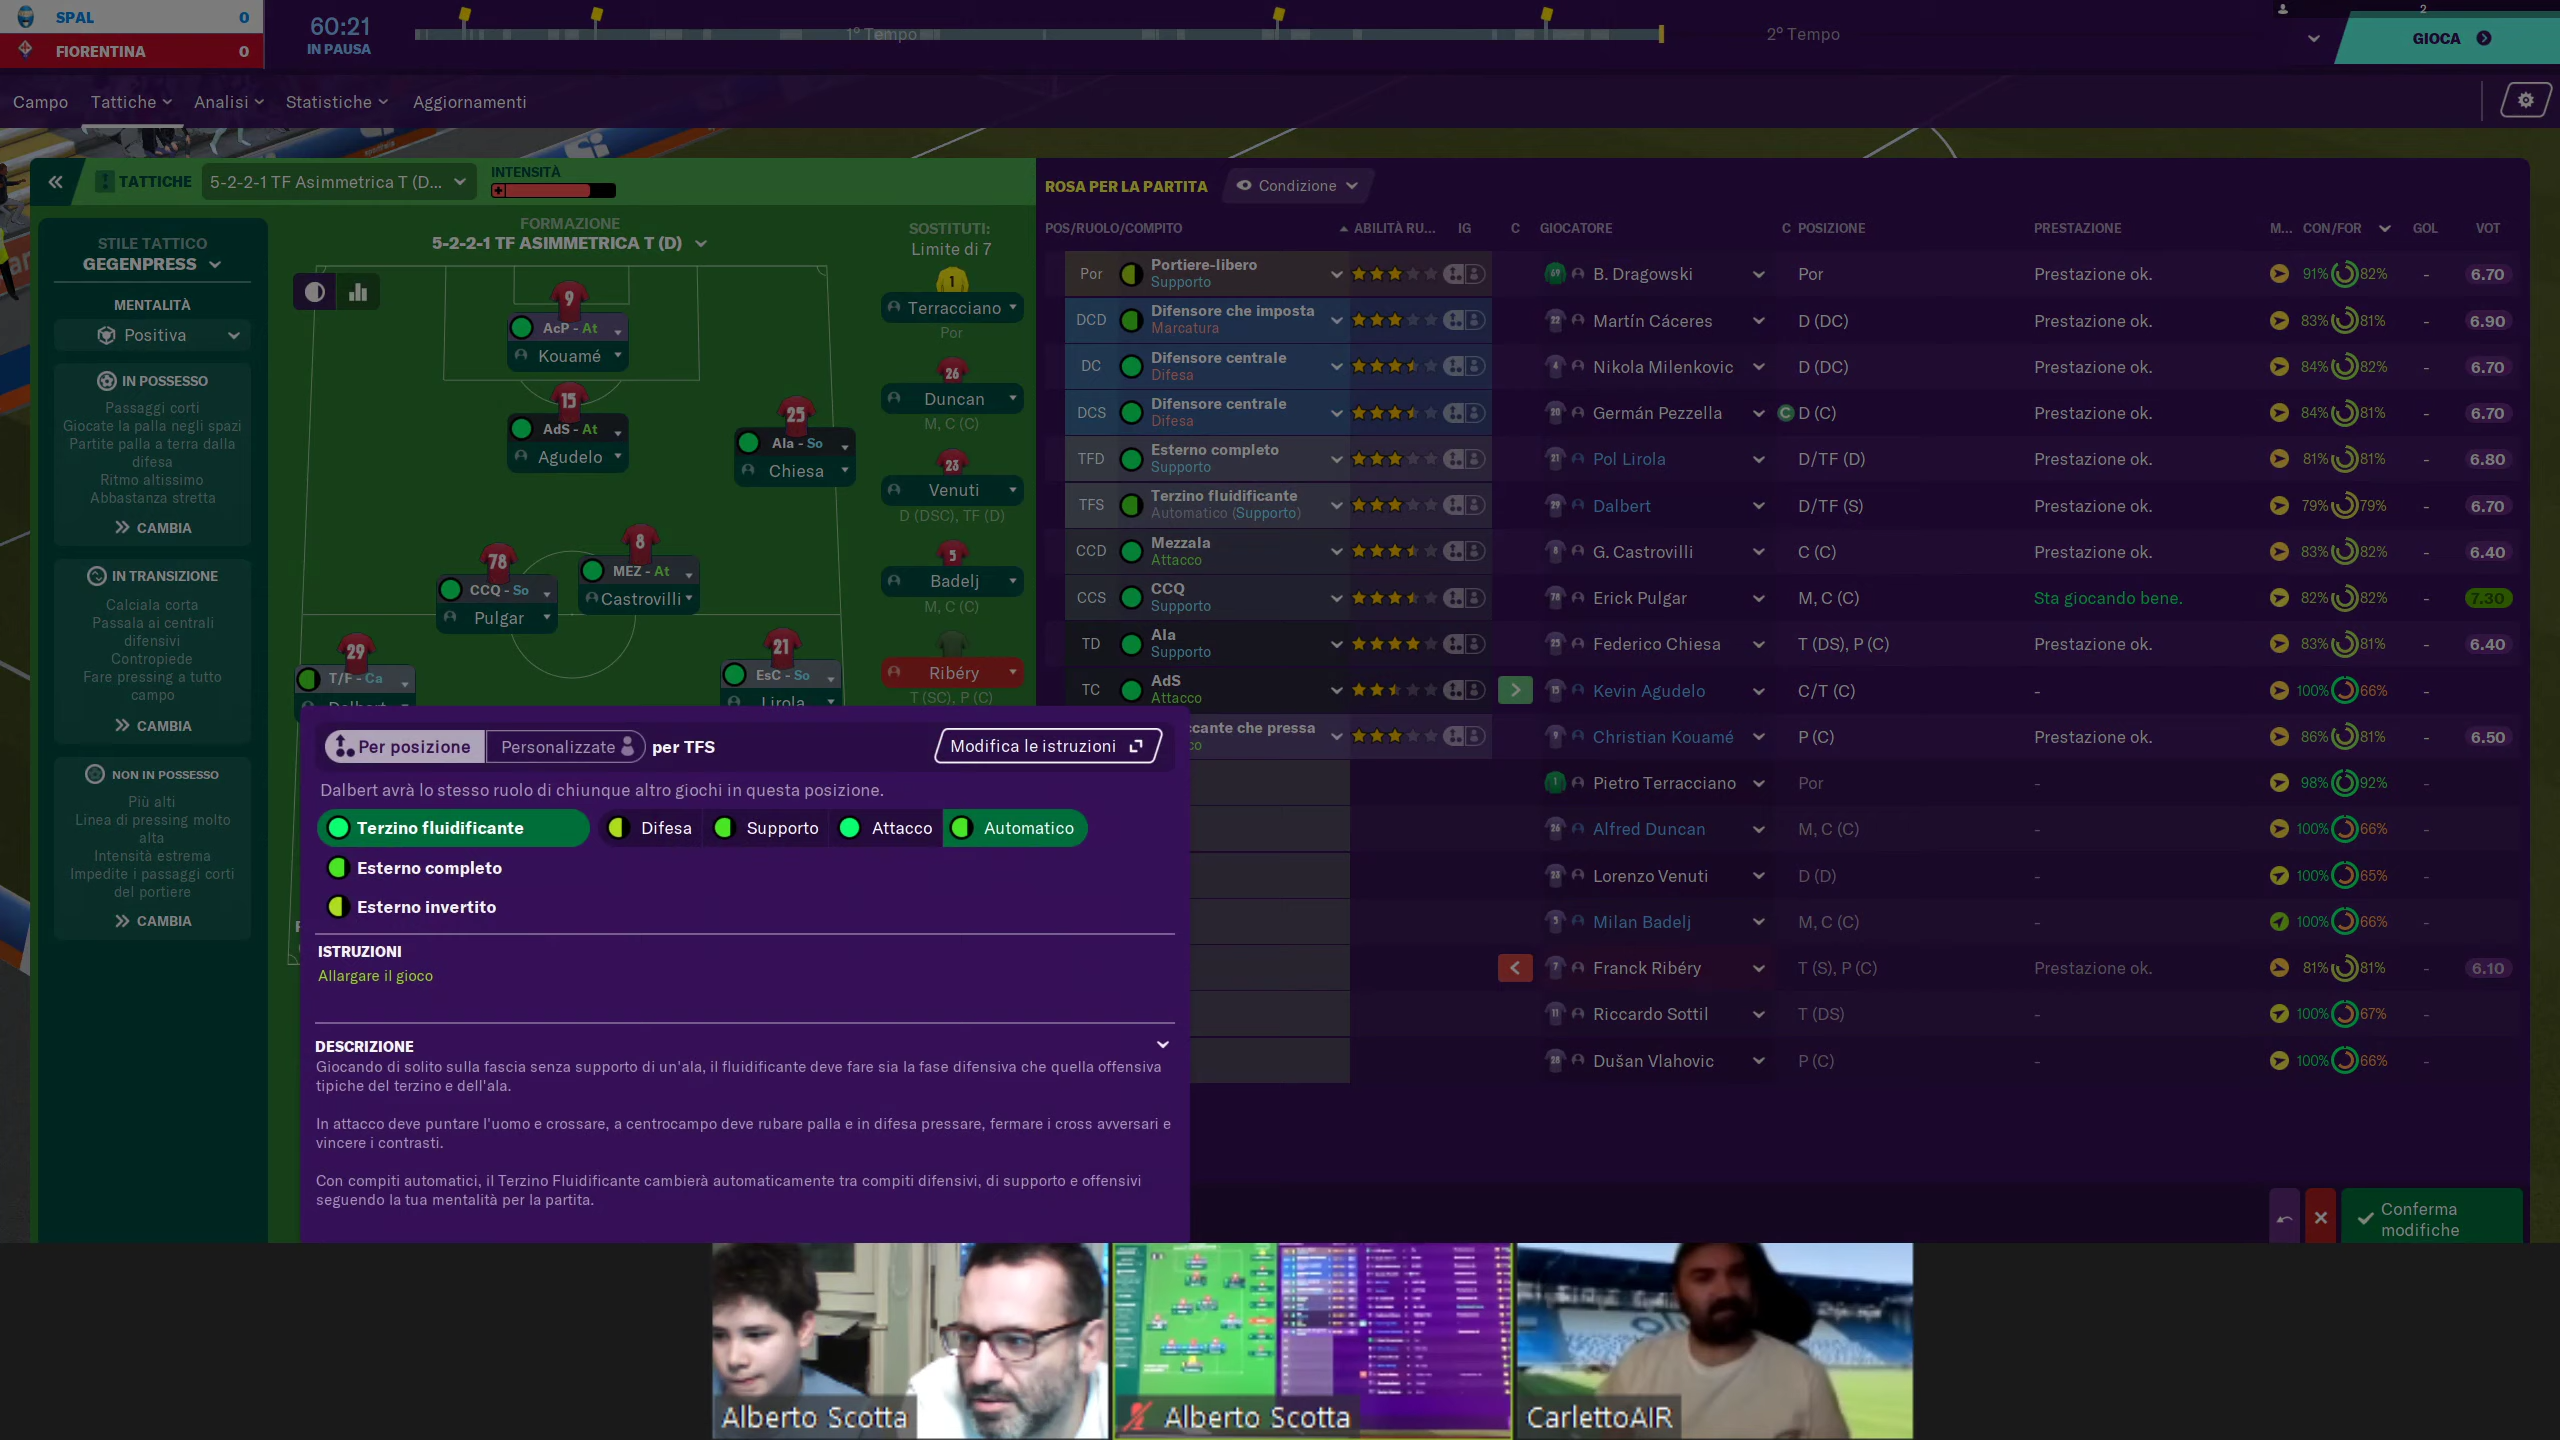 SPAL 0
FIORENTINA 0
60:21
IN PAUSA
1° Tempo
2° Tempo
2
GIOCA
Campo Tattiche Analisi Statistiche Aggiornamenti
TATTICHE
5-2-2-1 TF Asimmetrica T (D...
INTENSITÀ
STILE TATTICO
GEGENPRESS
MENTALITÀ
Positiva
IN POSSESSO
Passaggi corti
Giocate la palla negli spazi
Partite palla a terra dalla
difesa
Ritmo altissimo
Abbastanza stretta
CAMBIA
IN TRANSIZIONE
Calciala corta
Passala ai centrali
difensivi
Contropiede
Fare pressing a tutto
campo
CAMBIA
NON IN POSSESSO
Più alti
Linea di pressing molto
alta
Intensità estrema
Impedite i passaggi corti
del portiere
CAMBIA
FORMAZIONE
5-2-2-1 TF ASIMMETRICA T (D)
9
AcP - At
Kouamé
15
AdS - At
Agudelo
25
Ala - So
Chiesa
8
MEZ - At
Castrovilli
78
CCQ - So
Pulgar
29
T/F - Ca
Dalbert
21
EsC - So
Lirola
SOSTITUTI:
Limite di 7
1
Terracciano
Por
26
Duncan
M, C (C)
23
Venuti
D (DSC), TF (D)
5
Badelj
M, C (C)
Ribéry
T (SC), P (C)
ROSA PER LA PARTITA Condizione
POS/RUOLO/COMPITO ABILITÀ RU... IG C GIOCATORE C POSIZIONE PRESTAZIONE M... CON/FOR GOL VOT
Por Portiere-libero Supporto B. Dragowski Por Prestazione ok. 91% 82% - 6.70
DCD Difensore che imposta Marcatura Martín Cáceres D (DC) Prestazione ok. 83% 81% - 6.90
DC Difensore centrale Difesa Nikola Milenkovic D (DC) Prestazione ok. 84% 82% - 6.70
DCS Difensore centrale Difesa Germán Pezzella C D (C) Prestazione ok. 84% 81% - 6.70
TFD Esterno completo Supporto Pol Lirola D/TF (D) Prestazione ok. 81% 81% - 6.80
TFS Terzino fluidificante Automatico (Supporto) Dalbert D/TF (S) Prestazione ok. 79% 79% - 6.70
CCD Mezzala Attacco G. Castrovilli C (C) Prestazione ok. 83% 82% - 6.40
CCS CCQ Supporto Erick Pulgar M, C (C) Sta giocando bene. 82% 82% - 7.30
TD Ala Supporto Federico Chiesa T (DS), P (C) Prestazione ok. 83% 81% - 6.40
TC AdS Attacco Kevin Agudelo C/T (C) - 100% 66% -
ccante che pressa co Christian Kouamé P (C) Prestazione ok. 86% 81% - 6.50
Pietro Terracciano Por - 98% 92% -
Alfred Duncan M, C (C) - 100% 66% -
Lorenzo Venuti D (D) - 100% 65% -
Milan Badelj M, C (C) - 100% 66% -
Franck Ribéry T (S), P (C) Prestazione ok. 81% 81% - 6.10
Riccardo Sottil T (DS) - 100% 67% -
Dušan Vlahovic P (C) - 100% 66% -
Per posizione Personalizzate per TFS Modifica le istruzioni
Dalbert avrà lo stesso ruolo di chiunque altro giochi in questa posizione.
Terzino fluidificante Difesa Supporto Attacco Automatico
Esterno completo
Esterno invertito
ISTRUZIONI
Allargare il gioco
DESCRIZIONE
Giocando di solito sulla fascia senza supporto di un'ala, il fluidificante deve fare sia la fase difensiva che quella offensiva
tipiche del terzino e dell'ala.
In attacco deve puntare l'uomo e crossare, a centrocampo deve rubare palla e in difesa pressare, fermare i cross avversari e
vincere i contrasti.
Con compiti automatici, il Terzino Fluidificante cambierà automaticamente tra compiti difensivi, di supporto e offensivi
seguendo la tua mentalità per la partita.
Conferma
modifiche
Alberto Scotta
Alberto Scotta
CarlettoAIR